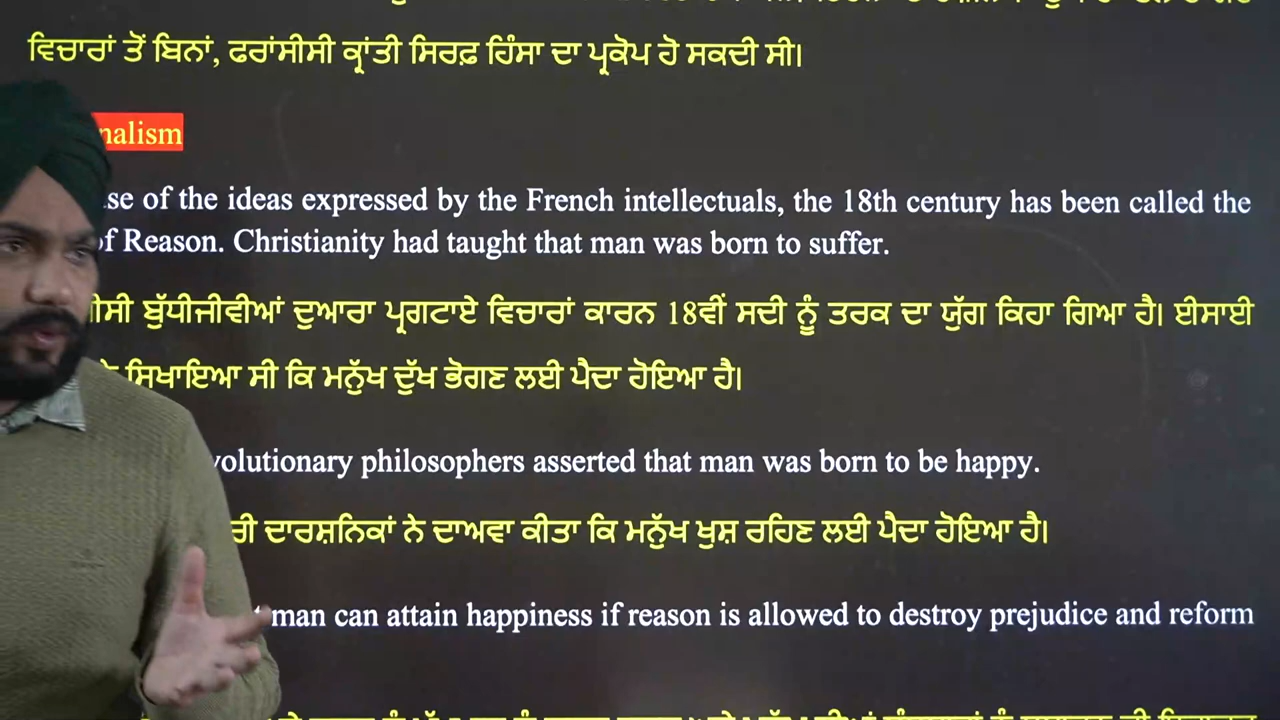 ਵਿਚਾਰਾਂ ਤੋਂ ਬਿਨਾਂ, ਫਰਾਂਸੀਸੀ ਕ੍ਰਾਂਤੀ ਸਿਰਫ਼ ਹਿੰਸਾ ਦਾ ਪ੍ਰਕੋਪ ਹੋ ਸਕਦੀ ਸੀ।
nalism
se of the ideas expressed by the French intellectuals, the 18th century has been called the
of Reason. Christianity had taught that man was born to suffer.
ਸੀਸੀ ਬੁੱਧੀਜੀਵੀਆਂ ਦੁਆਰਾ ਪ੍ਰਗਟਾਏ ਵਿਚਾਰਾਂ ਕਾਰਨ 18ਵੀਂ ਸਦੀ ਨੂੰ ਤਰਕ ਦਾ ਯੁੱਗ ਕਿਹਾ ਗਿਆ ਹੈ। ਈਸਾਈ
ਸਿਖਾਇਆ ਸੀ ਕਿ ਮਨੁੱਖ ਦੁੱਖ ਭੋਗਣ ਲਈ ਪੈਦਾ ਹੋਇਆ ਹੈ।
volutionary philosophers asserted that man was born to be happy.
ਰੀ ਦਾਰਸ਼ਨਿਕਾਂ ਨੇ ਦਾਅਵਾ ਕੀਤਾ ਕਿ ਮਨੁੱਖ ਖੁਸ਼ ਰਹਿਣ ਲਈ ਪੈਦਾ ਹੋਇਆ ਹੈ।
man can attain happiness if reason is allowed to destroy prejudice and reform